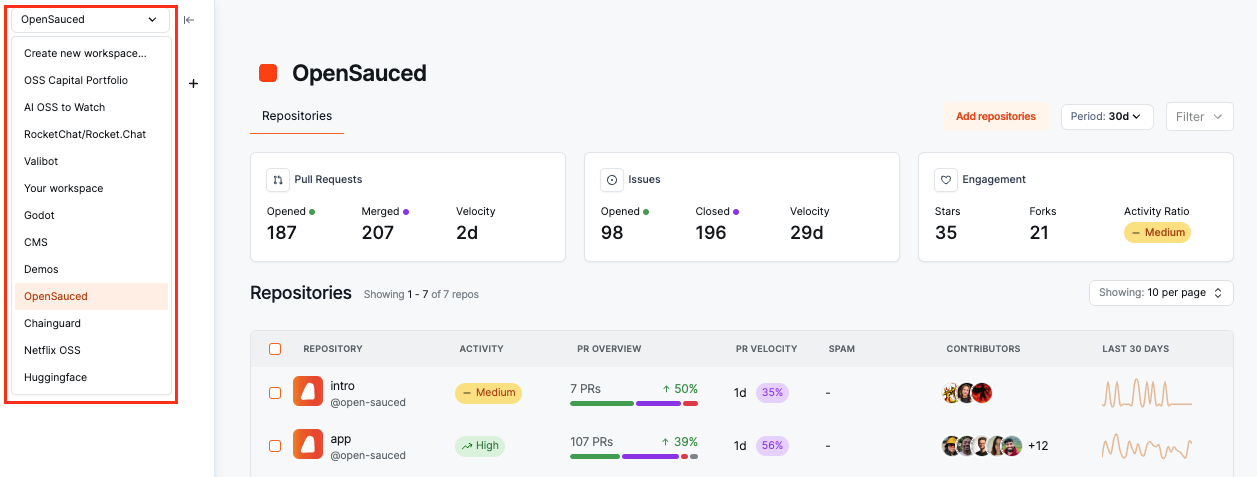 OpenSauced
Create new workspace...
OSS Capital Portfolio
AI OSS to Watch
RocketChat/Rocket.Chat
Valibot
Your workspace
Godot
CMS
Demos
OpenSauced
Chainguard
Netflix OSS
Huggingface
OpenSauced
Repositories
Add repositories
Period: 30d
Filter
Pull Requests
Opened Merged Velocity
187 207 2d
Issues
Opened Closed Velocity
98 196 29d
Engagement
Stars Forks Activity Ratio
35 21 Medium
Repositories Showing 1 - 7 of 7 repos
Showing: 10 per page
REPOSITORY ACTIVITY PR OVERVIEW PR VELOCITY SPAM CONTRIBUTORS LAST 30 DAYS
intro
@open-sauced
Medium
7 PRs 50%
1d 35% -
app
@open-sauced
High
107 PRs 39%
1d 56% - +12